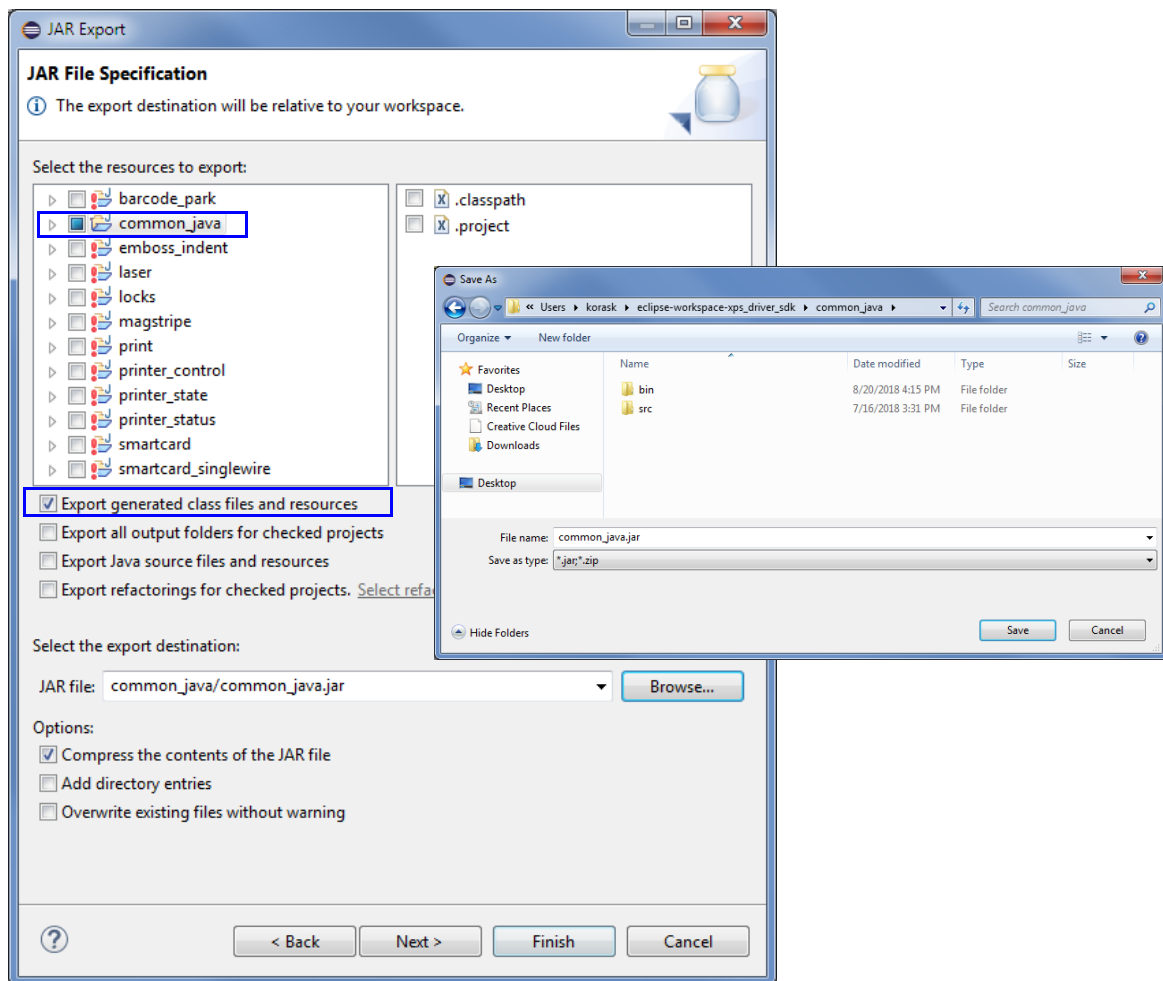 JAR Export
JAR File Specification
The export destination will be relative to your workspace.
Select the resources to export:
barcode_park
common_java
emboss_indent
laser
locks
magstripe
print
printer_control
printer_state
printer_status
smartcard
smartcard_singlewire
.classpath
.project
Export generated class files and resources
Export all output folders for checked projects
Export Java source files and resources
Export refactorings for checked projects. Select refa
Select the export destination:
JAR file: common_java/common_java.jar Browse...
Options:
Compress the contents of the JAR file
Add directory entries
Overwrite existing files without warning
? < Back Next > Finish Cancel
Save As
« Users korask eclipse-workspace-xps_driver_sdk common_java Search common_java
Organize New folder
Favorites
Desktop
Recent Places
Creative Cloud Files
Downloads
Desktop
Name Date modified Type Size
bin 8/20/2018 4:15 PM File folder
src 7/16/2018 3:31 PM File folder
File name: common_java.jar
Save as type: *.jar;*.zip
Hide Folders Save Cancel